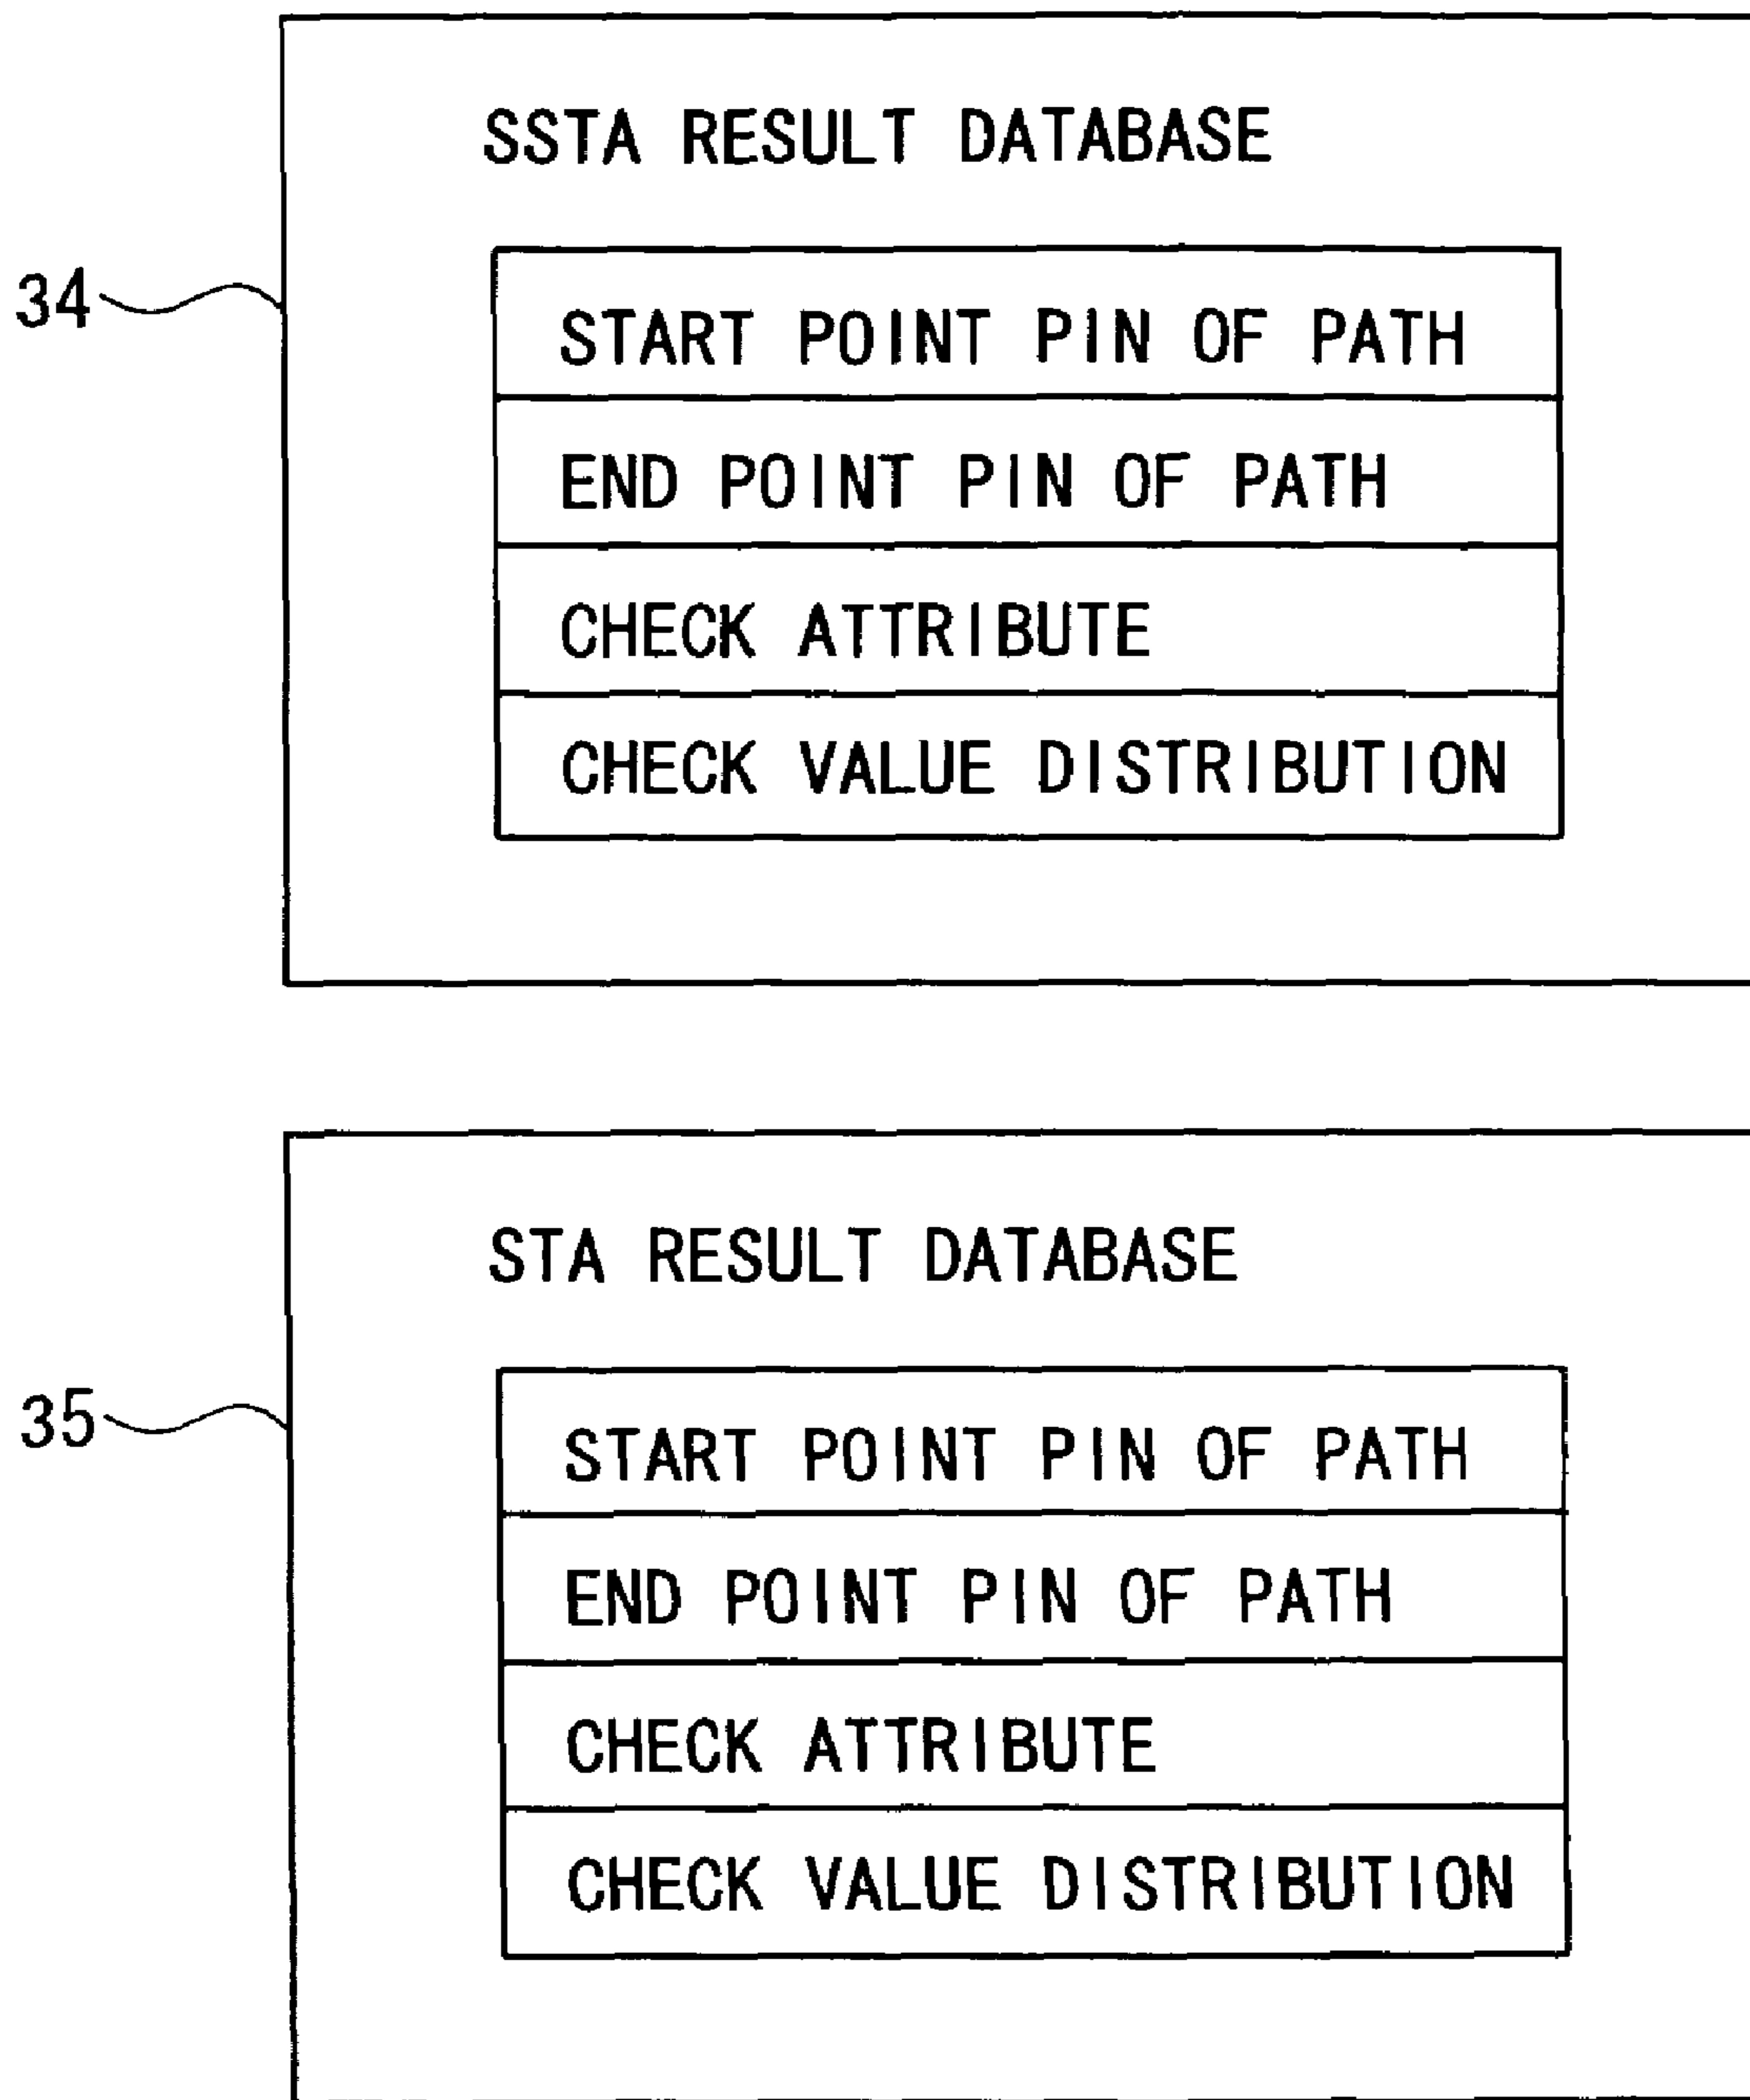 SSTA RESULT DATABASE
34
START POINT PIN OF PATH
END POINT PIN OF PATH
CHECK ATTRIBUTE
CHECK VALUE DISTRIBUTION
STA RESULT DATABASE
35
START POINT PIN OF PATH
END POINT PIN OF PATH
CHECK ATTRIBUTE
CHECK VALUE DISTRIBUTION